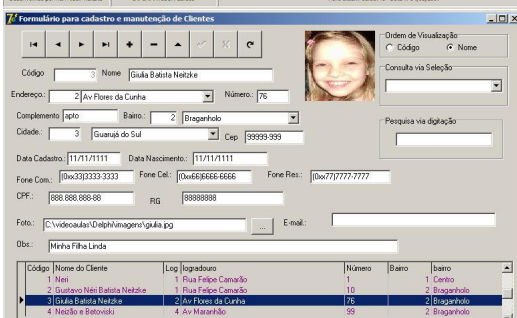 Formulário para cadastro e manutenção de Clientes
Ordem de Visualização
Código Nome
Código 3 Nome Giulia Batista Neitzke
Consulta via Seleção
Endereço.: 2 Av Flores da Cunha Número.: 76
Complemento apto Bairro.: 2 Braganholo
Pesquisa via digitação
Cidade.: 3 Guarujá do Sul Cep 99999-999
Data Cadastro.: 11/11/1111 Data Nascimento.: 11/11/1111
Fone Com.: (0xx33)3333-3333 Fone Cel.: (0xx66)6666-6666 Fone Res.: (0xx77)7777-7777
CPF.: 888.888.888-88 RG 88888888
Foto.: C:\videoaulas\Delphi\imagens\giulia.jpg ... E-mail.:
Obs.: Minha Filha Linda
Código Nome do Cliente Log logradouro Número Bairro bairro
1 Neri 1 Rua Felipe Camarão 1 Centro
2 Gustavo Néri Batista Neitzke 1 Rua Felipe Camarão 10 2 Braganholo
3 Giulia Batista Neitzke 2 Av Flores da Cunha 76 2 Braganholo
4 Neizão e Betoviski 4 Av Maranhão 99 2 Braganholo